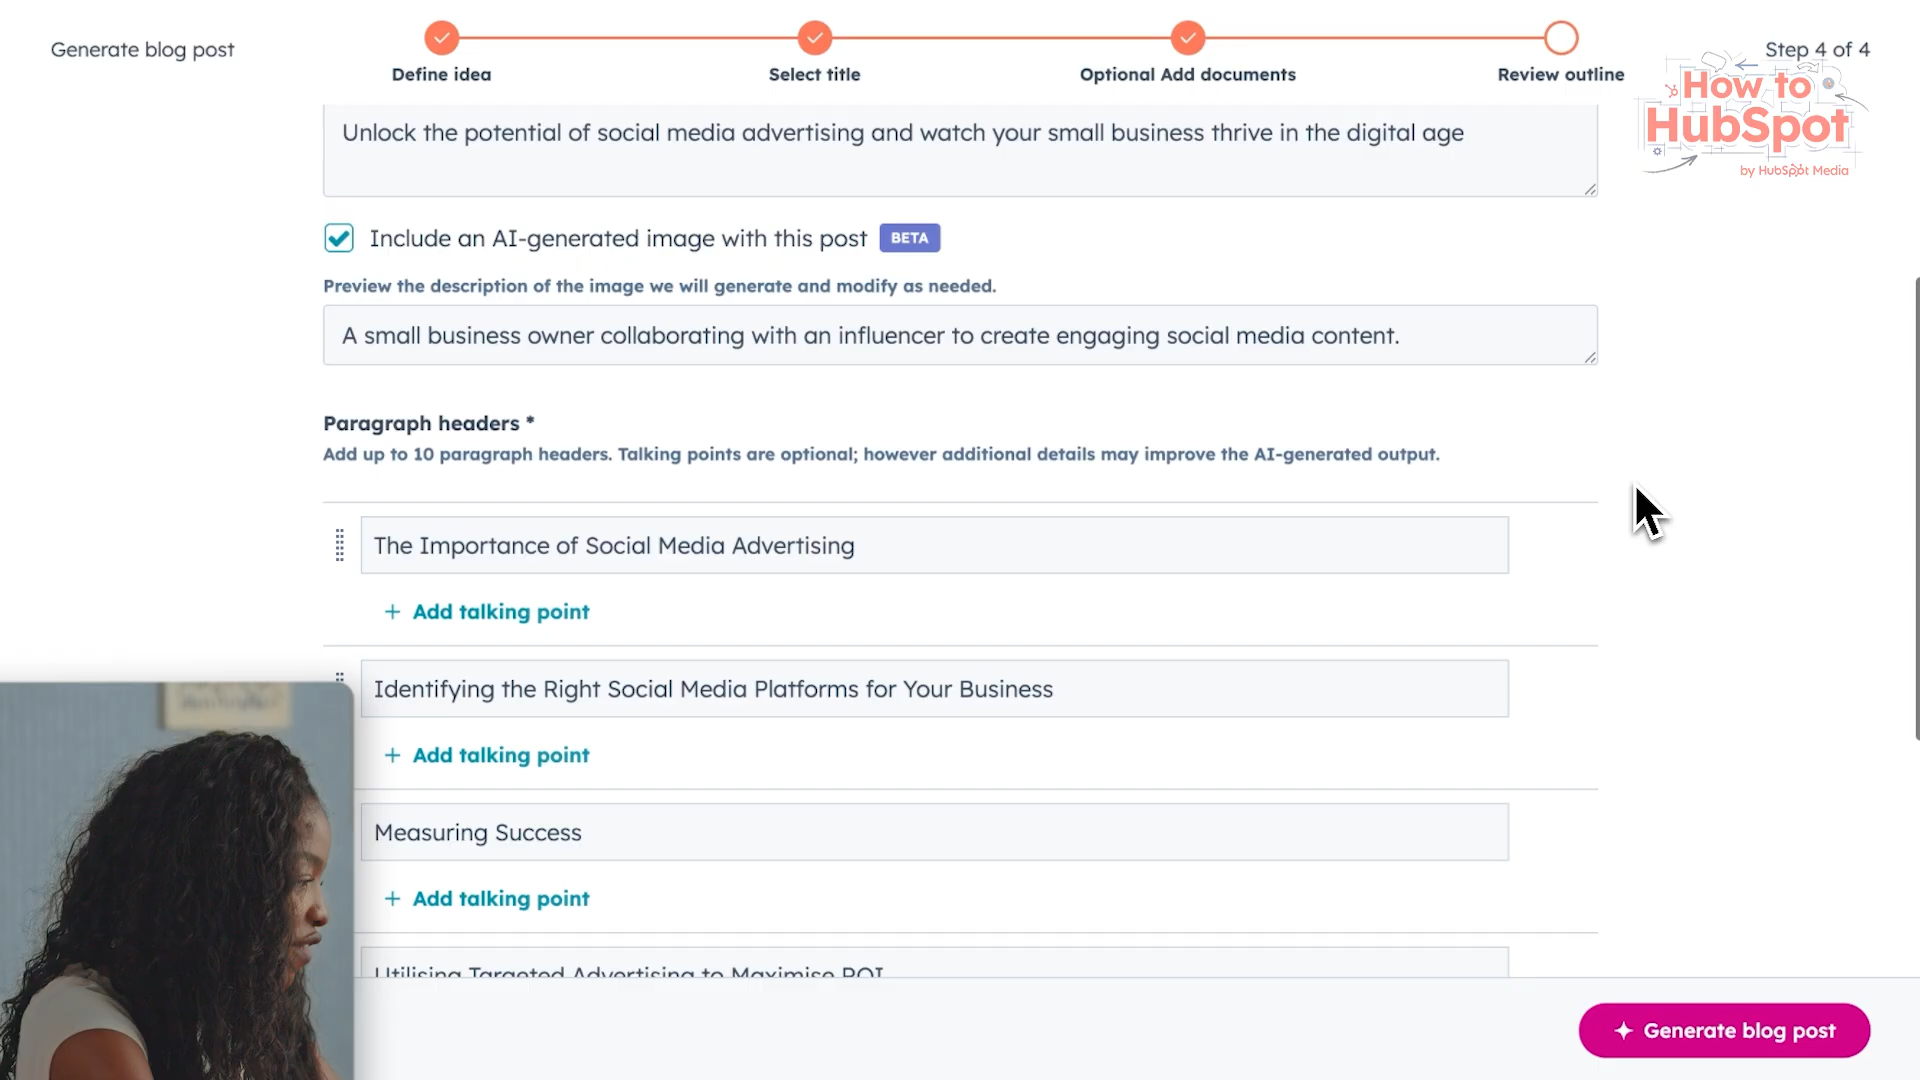 Generate blog post
Define idea
Select title
Optional Add documents
Review outline
Step 4 of 4
How to
HubSpot
by HubSpot Media
Unlock the potential of social media advertising and watch your small business thrive in the digital age
Include an AI-generated image with this post BETA
Preview the description of the image we will generate and modify as needed.
A small business owner collaborating with an influencer to create engaging social media content.
Paragraph headers *
Add up to 10 paragraph headers. Talking points are optional; however additional details may improve the AI-generated output.
The Importance of Social Media Advertising
+ Add talking point
Identifying the Right Social Media Platforms for Your Business
+ Add talking point
Measuring Success
+ Add talking point
Utilising Targeted Advertising to Maximise ROI
Generate blog post